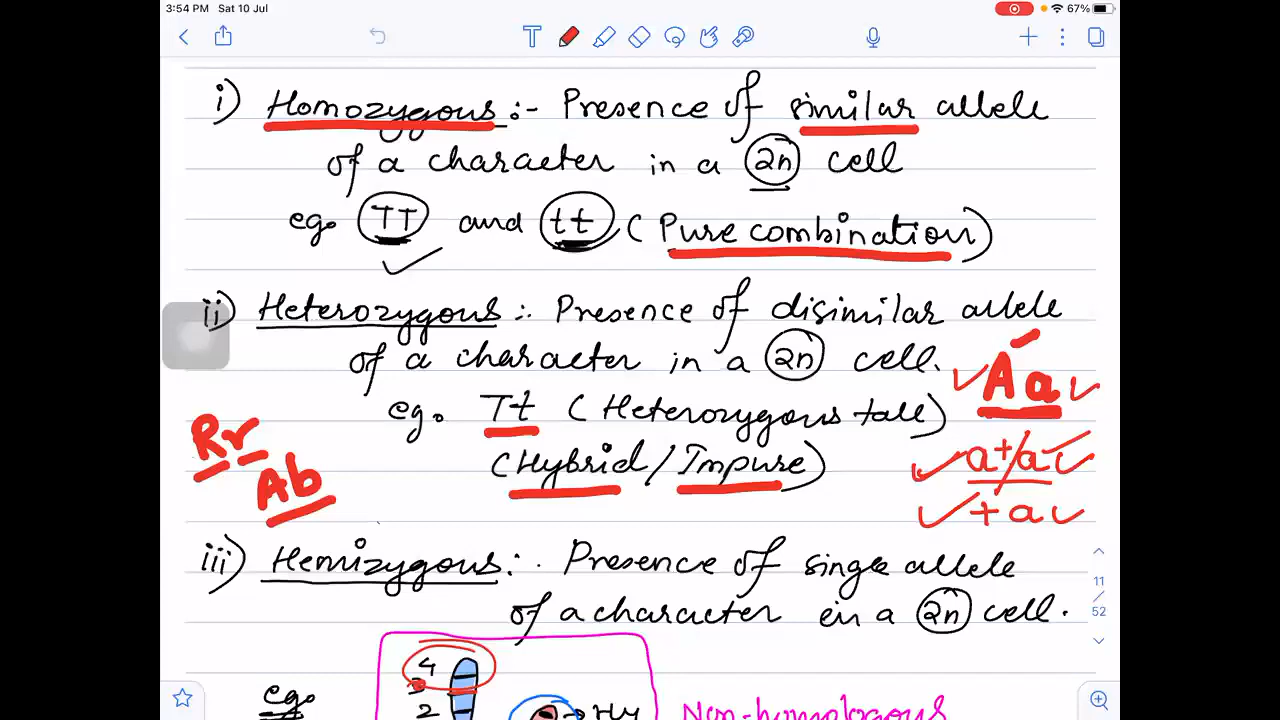 3:54 PM Sat 10 Jul
67%
i) Homozygous :- Presence of similar allele
of a character in a 2n cell
eg. TT and tt (Pure combination)
ii) Heterozygous :. Presence of disimilar allele
of a character in a 2n cell.
Aa
eg. Tt (Heterozygous tall)
Rr
(Hybrid/Impure)
a+/a
Ab
+a
iii) Hemizygous :. Presence of single allele
of a character in a 2n cell.
11
/
52
4
3
2
eg.
Non-homologous